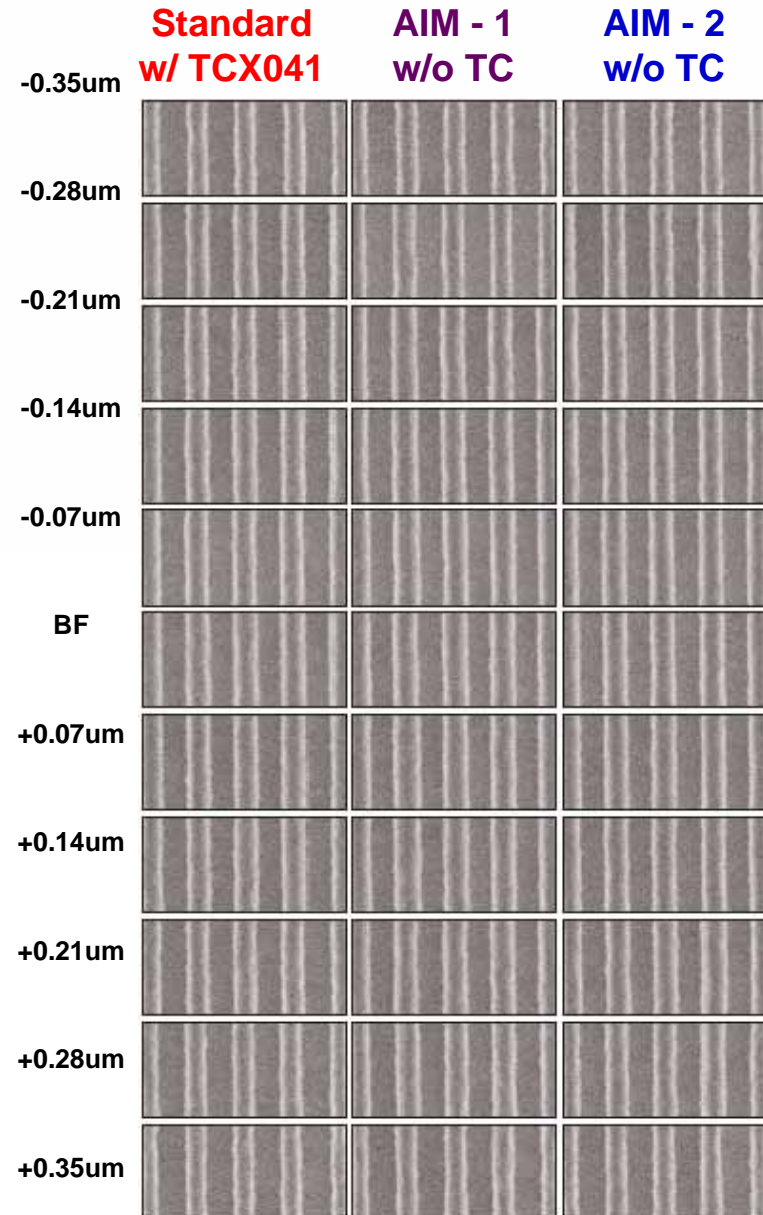 Standard AIM - 1 AIM - 2
w/ TCX041 w/o TC w/o TC
-0.35um
-0.28um
-0.21um
-0.14um
-0.07um
BF
+0.07um
+0.14um
+0.21um
+0.28um
+0.35um